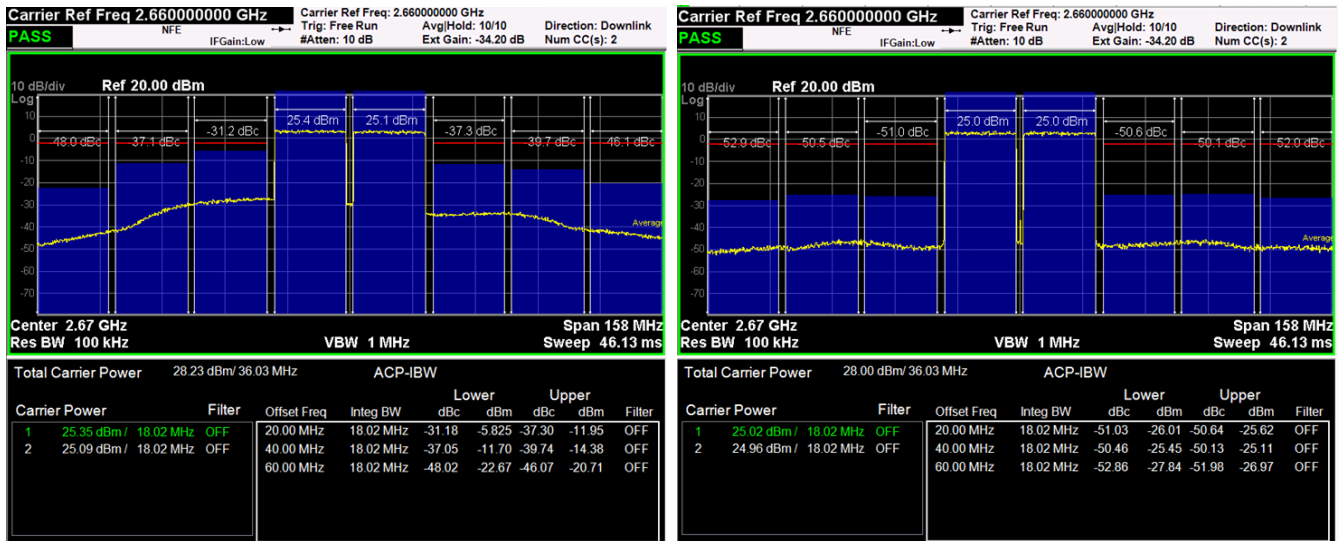 Carrier Ref Freq 2.660000000 GHz
PASS
NFE
IFGain:Low
Carrier Ref Freq: 2.660000000 GHz
Trig: Free Run Avg|Hold: 10/10 Direction: Downlink
#Atten: 10 dB Ext Gain: -34.20 dB Num CC(s): 2
10 dB/div Ref 20.00 dBm
Log
10
0
-10
-20
-30
-40
-50
-60
-70
-48.0 dBc -37.1 dBc -31.2 dBc 25.4 dBm 25.1 dBm -37.3 dBc -39.7 dBc -46.1 dBc
Average
Center 2.67 GHz Span 158 MHz
Res BW 100 kHz VBW 1 MHz Sweep 46.13 ms
Total Carrier Power 28.23 dBm/ 36.03 MHz ACP-IBW
Lower Upper
Carrier Power Filter Offset Freq Integ BW dBc dBm dBc dBm Filter
1 25.35 dBm / 18.02 MHz OFF 20.00 MHz 18.02 MHz -31.18 -5.825 -37.30 -11.95 OFF
2 25.09 dBm / 18.02 MHz OFF 40.00 MHz 18.02 MHz -37.05 -11.70 -39.74 -14.38 OFF
60.00 MHz 18.02 MHz -48.02 -22.67 -46.07 -20.71 OFF
Carrier Ref Freq 2.660000000 GHz
PASS
NFE
IFGain:Low
Carrier Ref Freq: 2.660000000 GHz
Trig: Free Run Avg|Hold: 10/10 Direction: Downlink
#Atten: 10 dB Ext Gain: -34.20 dB Num CC(s): 2
10 dB/div Ref 20.00 dBm
Log
10
0
-10
-20
-30
-40
-50
-60
-70
-52.9 dBc -50.5 dBc -51.0 dBc 25.0 dBm 25.0 dBm -50.6 dBc -50.1 dBc -52.0 dBc
Average
Center 2.67 GHz Span 158 MHz
Res BW 100 kHz VBW 1 MHz Sweep 46.13 ms
Total Carrier Power 28.00 dBm/ 36.03 MHz ACP-IBW
Lower Upper
Carrier Power Filter Offset Freq Integ BW dBc dBm dBc dBm Filter
1 25.02 dBm / 18.02 MHz OFF 20.00 MHz 18.02 MHz -51.03 -26.01 -50.64 -25.62 OFF
2 24.96 dBm / 18.02 MHz OFF 40.00 MHz 18.02 MHz -50.46 -25.45 -50.13 -25.11 OFF
60.00 MHz 18.02 MHz -52.86 -27.84 -51.98 -26.97 OFF